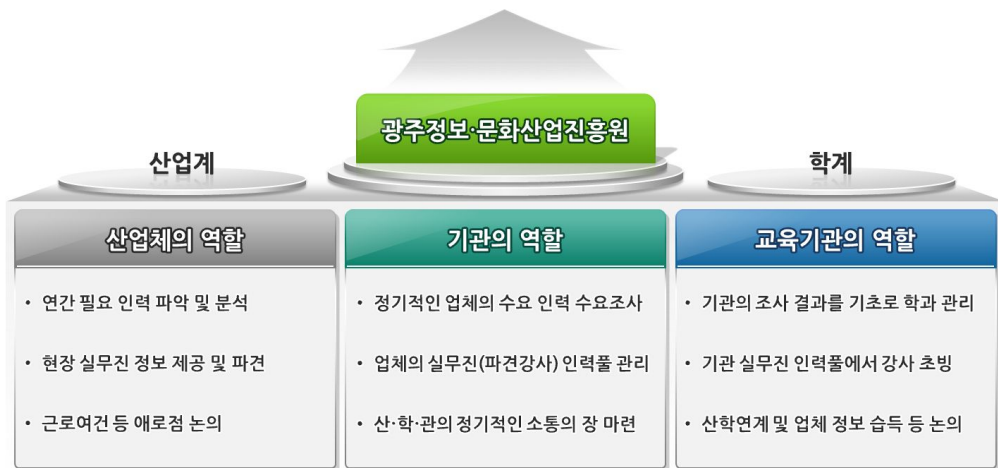 광주정보·문화산업진흥원
산업계
학계
산업체의 역할
• 연간 필요 인력 파악 및 분석
• 현장 실무진 정보 제공 및 파견
• 근로여건 등 애로점 논의
기관의 역할
• 정기적인 업체의 수요 인력 수요조사
• 업체의 실무진(파견강사) 인력풀 관리
• 산·학·관의 정기적인 소통의 장 마련
교육기관의 역할
• 기관의 조사 결과를 기초로 학과 관리
• 기관 실무진 인력풀에서 강사 초빙
• 산학연계 및 업체 정보 습득 등 논의